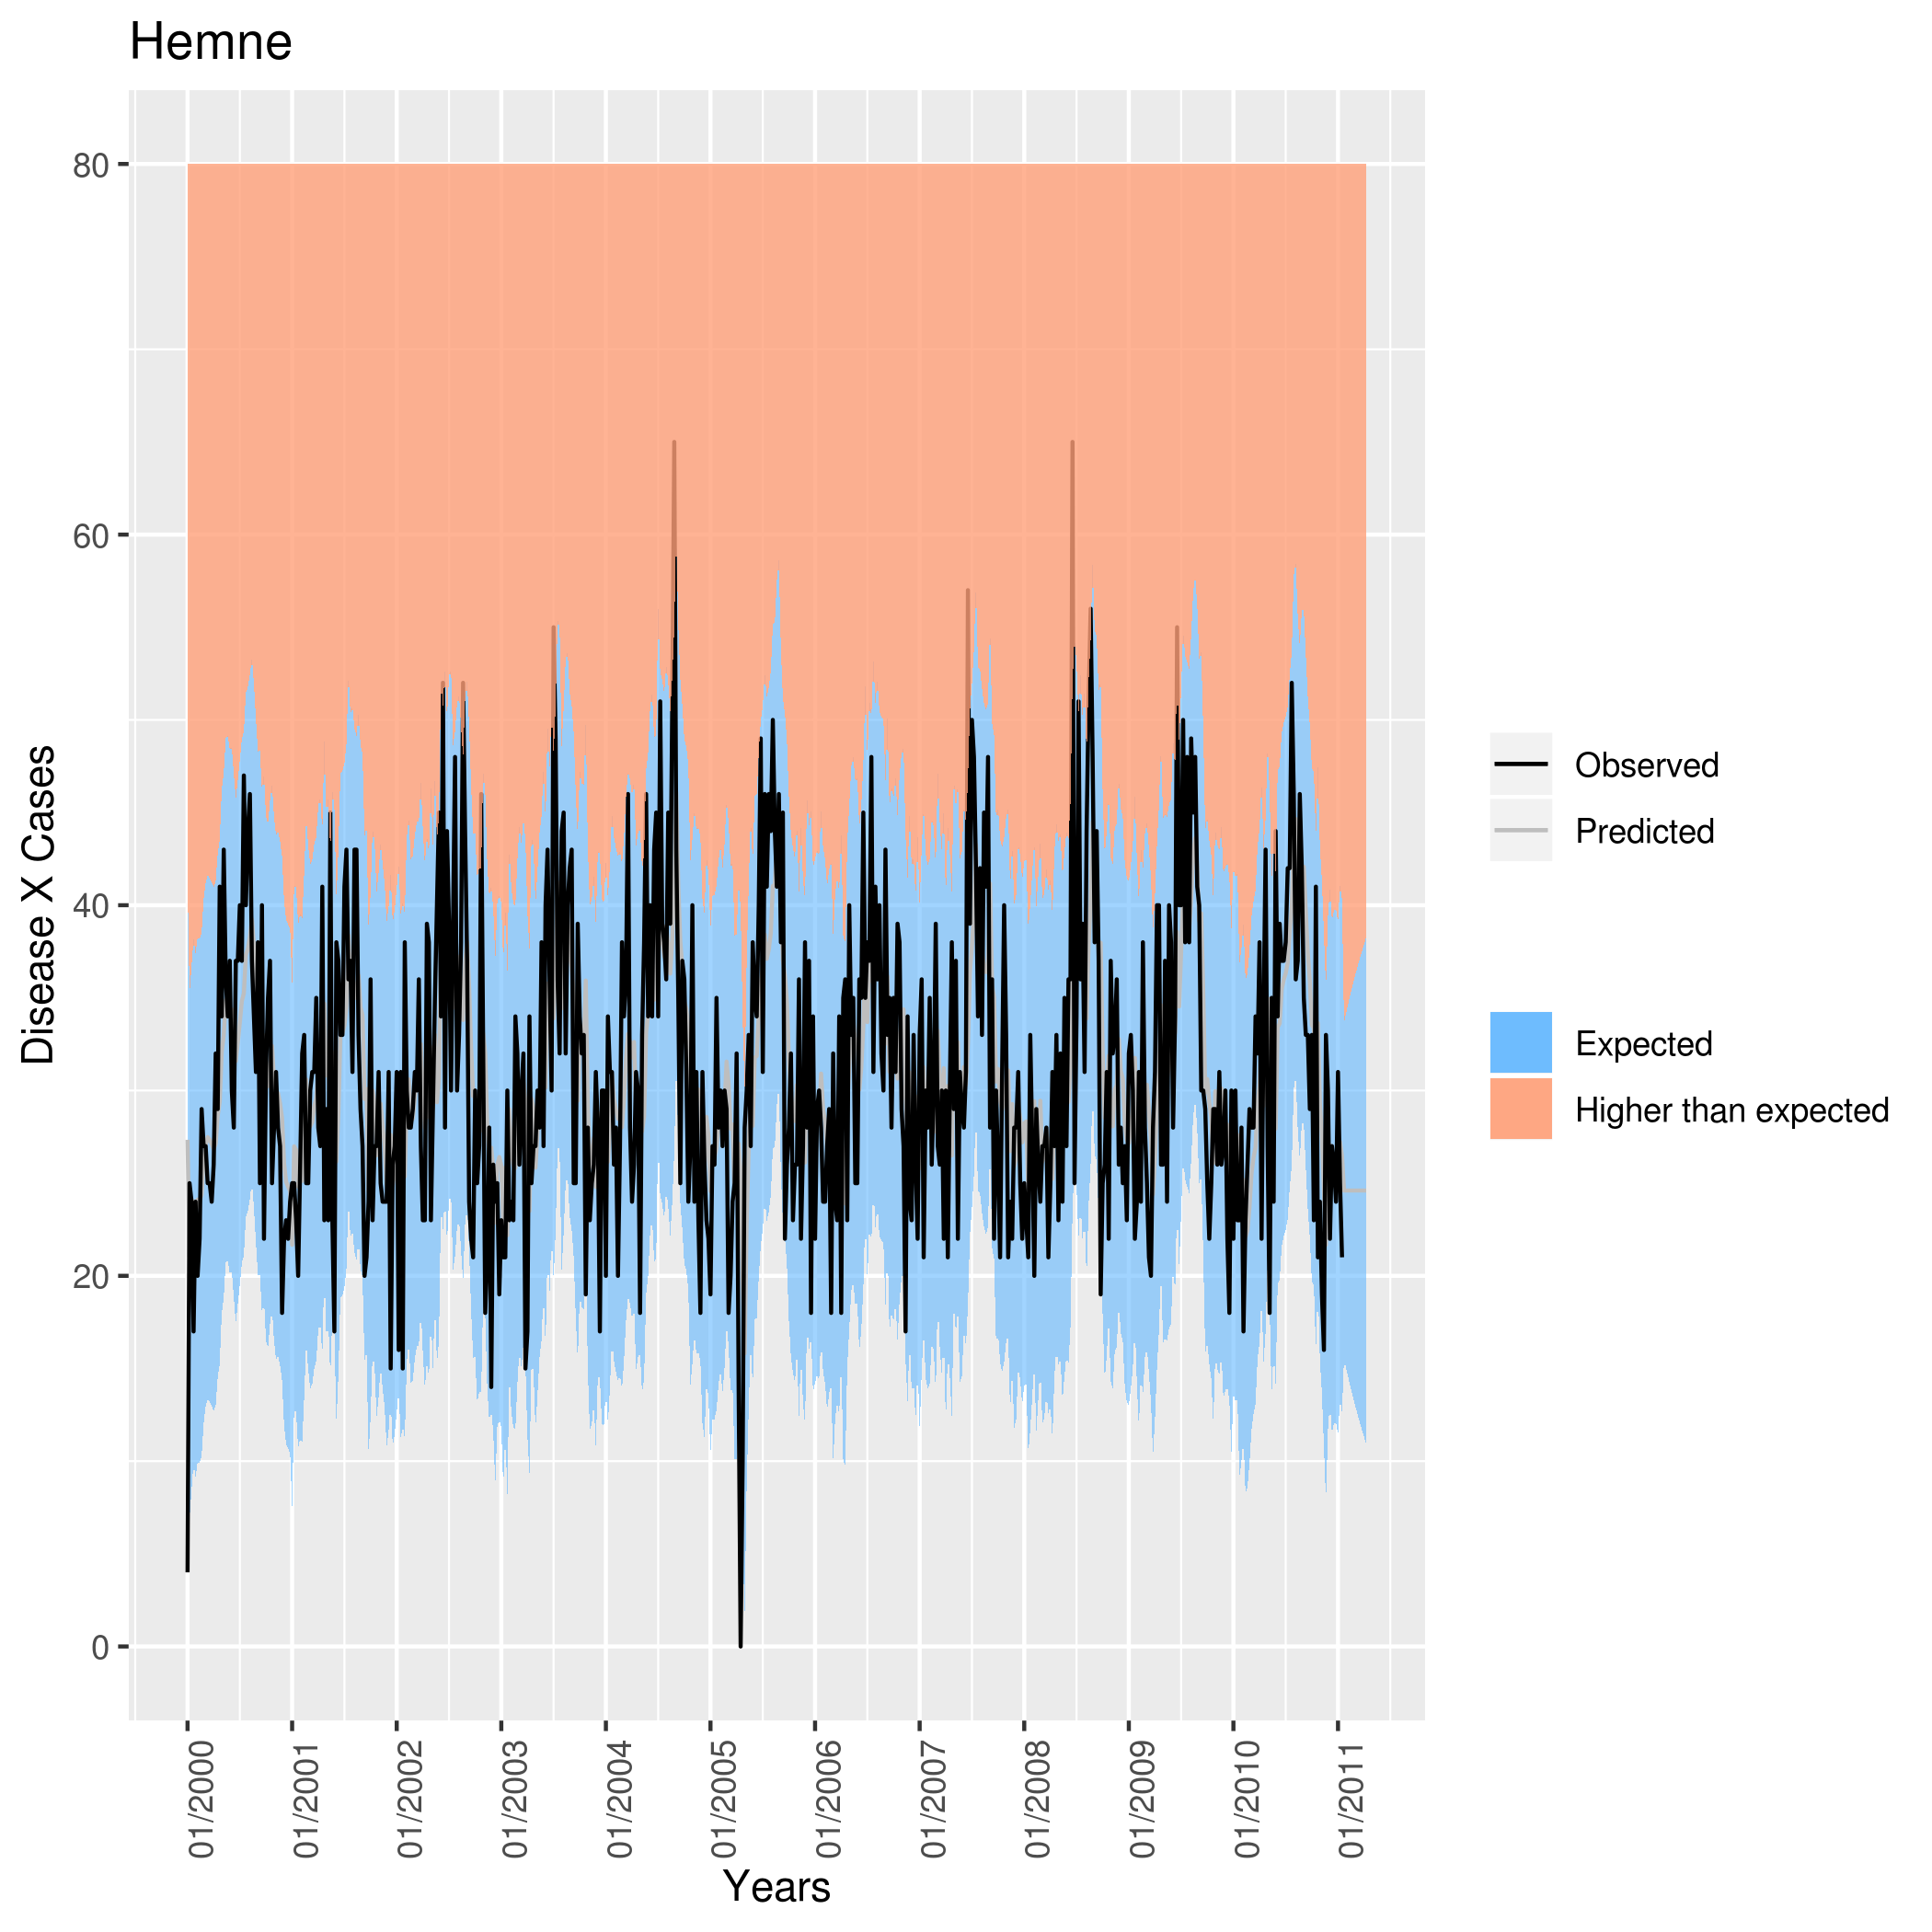 Hemne
80
60
40
20
0
Disease X Cases
01/2000
01/2001
01/2002
01/2003
01/2004
01/2005
01/2006
01/2007
01/2008
01/2009
01/2010
01/2011
Years
Observed
Predicted
Expected
Higher than expected